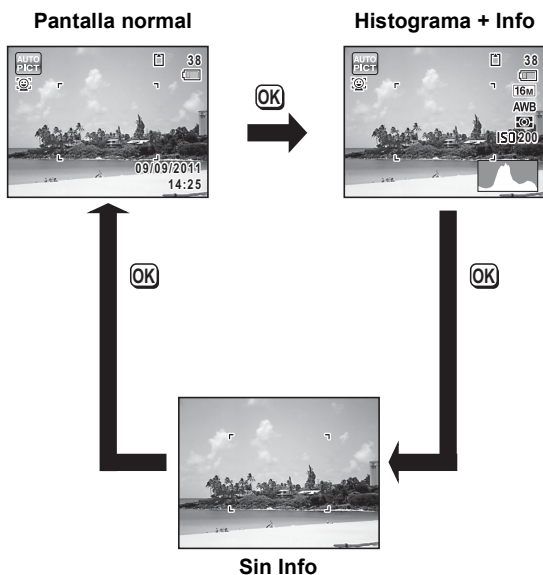 Pantalla normal
Histograma + Info
AUTO
PICT
38
09/09/2011
14:25
OK
AUTO
PICT
38
16M
AWB
ISO 200
OK
OK
Sin Info